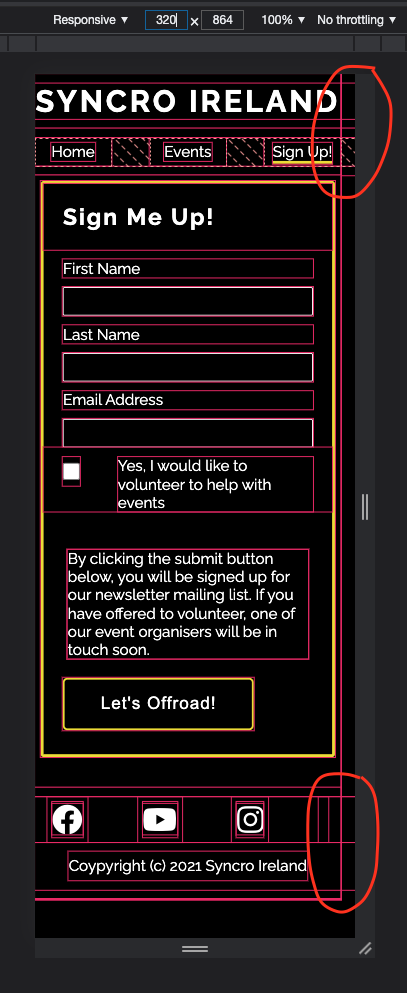 Responsive ▼ 320 × 864 100% ▼ No throttling ▼
SYNCRO IRELAND
Home Events Sign Up!
Sign Me Up!
First Name
Last Name
Email Address
Yes, I would like to
volunteer to help with
events
By clicking the submit button
below, you will be signed up for
our newsletter mailing list. If you
have offered to volunteer, one of
our event organisers will be in
touch soon.
Let's Offroad!
Coypyright (c) 2021 Syncro Ireland